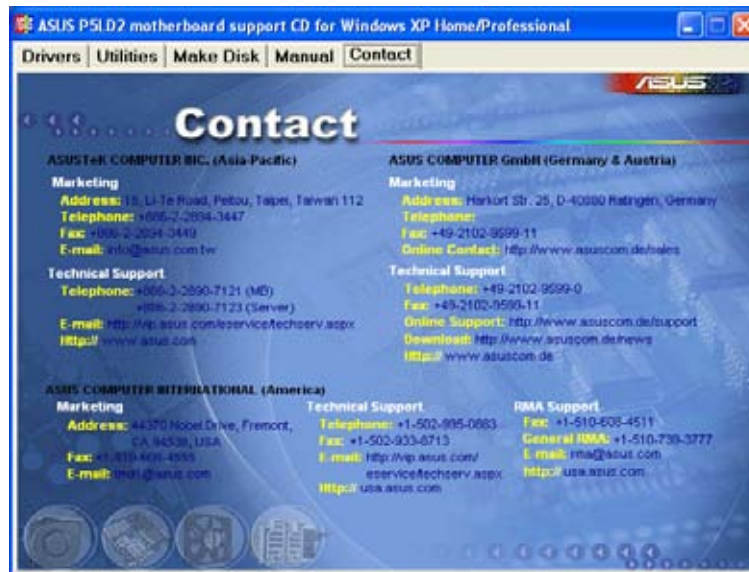 ASUS P5LD2 motherboard support CD for Windows XP Home/Professional
Drivers Utilities Make Disk Manual Contact
ASUS
Contact
ASUSTeK COMPUTER INC. (Asia-Pacific)
Marketing
Address: 15, Li-Te Road, Peitou, Taipei, Taiwan 112
Telephone: +886-2-2894-3447
Fax: +886-2-2894-3449
E-mail: info@asus.com.tw
Technical Support
Telephone: +886-2-2890-7121 (MB)
+886-2-2890-7123 (Server)
E-mail: http://vip.asus.com/eservice/techserv.aspx
Http:// www.asus.com
ASUS COMPUTER GmbH (Germany & Austria)
Marketing
Address: Harkort Str. 25, D-40880 Ratingen, Germany
Telephone:
Fax: +49-2102-9599-11
Online Contact: http://www.asuscom.de/sales
Technical Support
Telephone: +49-2102-9599-0
Fax: +49-2102-9599-11
Online Support: http://www.asuscom.de/support
Download: http://www.asuscom.de/news
Http:// www.asuscom.de
ASUS COMPUTER INTERNATIONAL (America)
Marketing
Address: 44370 Nobel Drive, Fremont,
CA 94538, USA
Fax: +1-510-608-4555
E-mail:
Technical Support
Telephone: +1-502-995-0883
Fax: +1-502-933-8713
E-mail: http://vip.asus.com/
eservice/techserv.aspx
Http:// usa.asus.com
RMA Support
Fax: +1-510-608-4511
General RMA: +1-510-739-3777
E-mail: rma@asus.com
http:// usa.asus.com